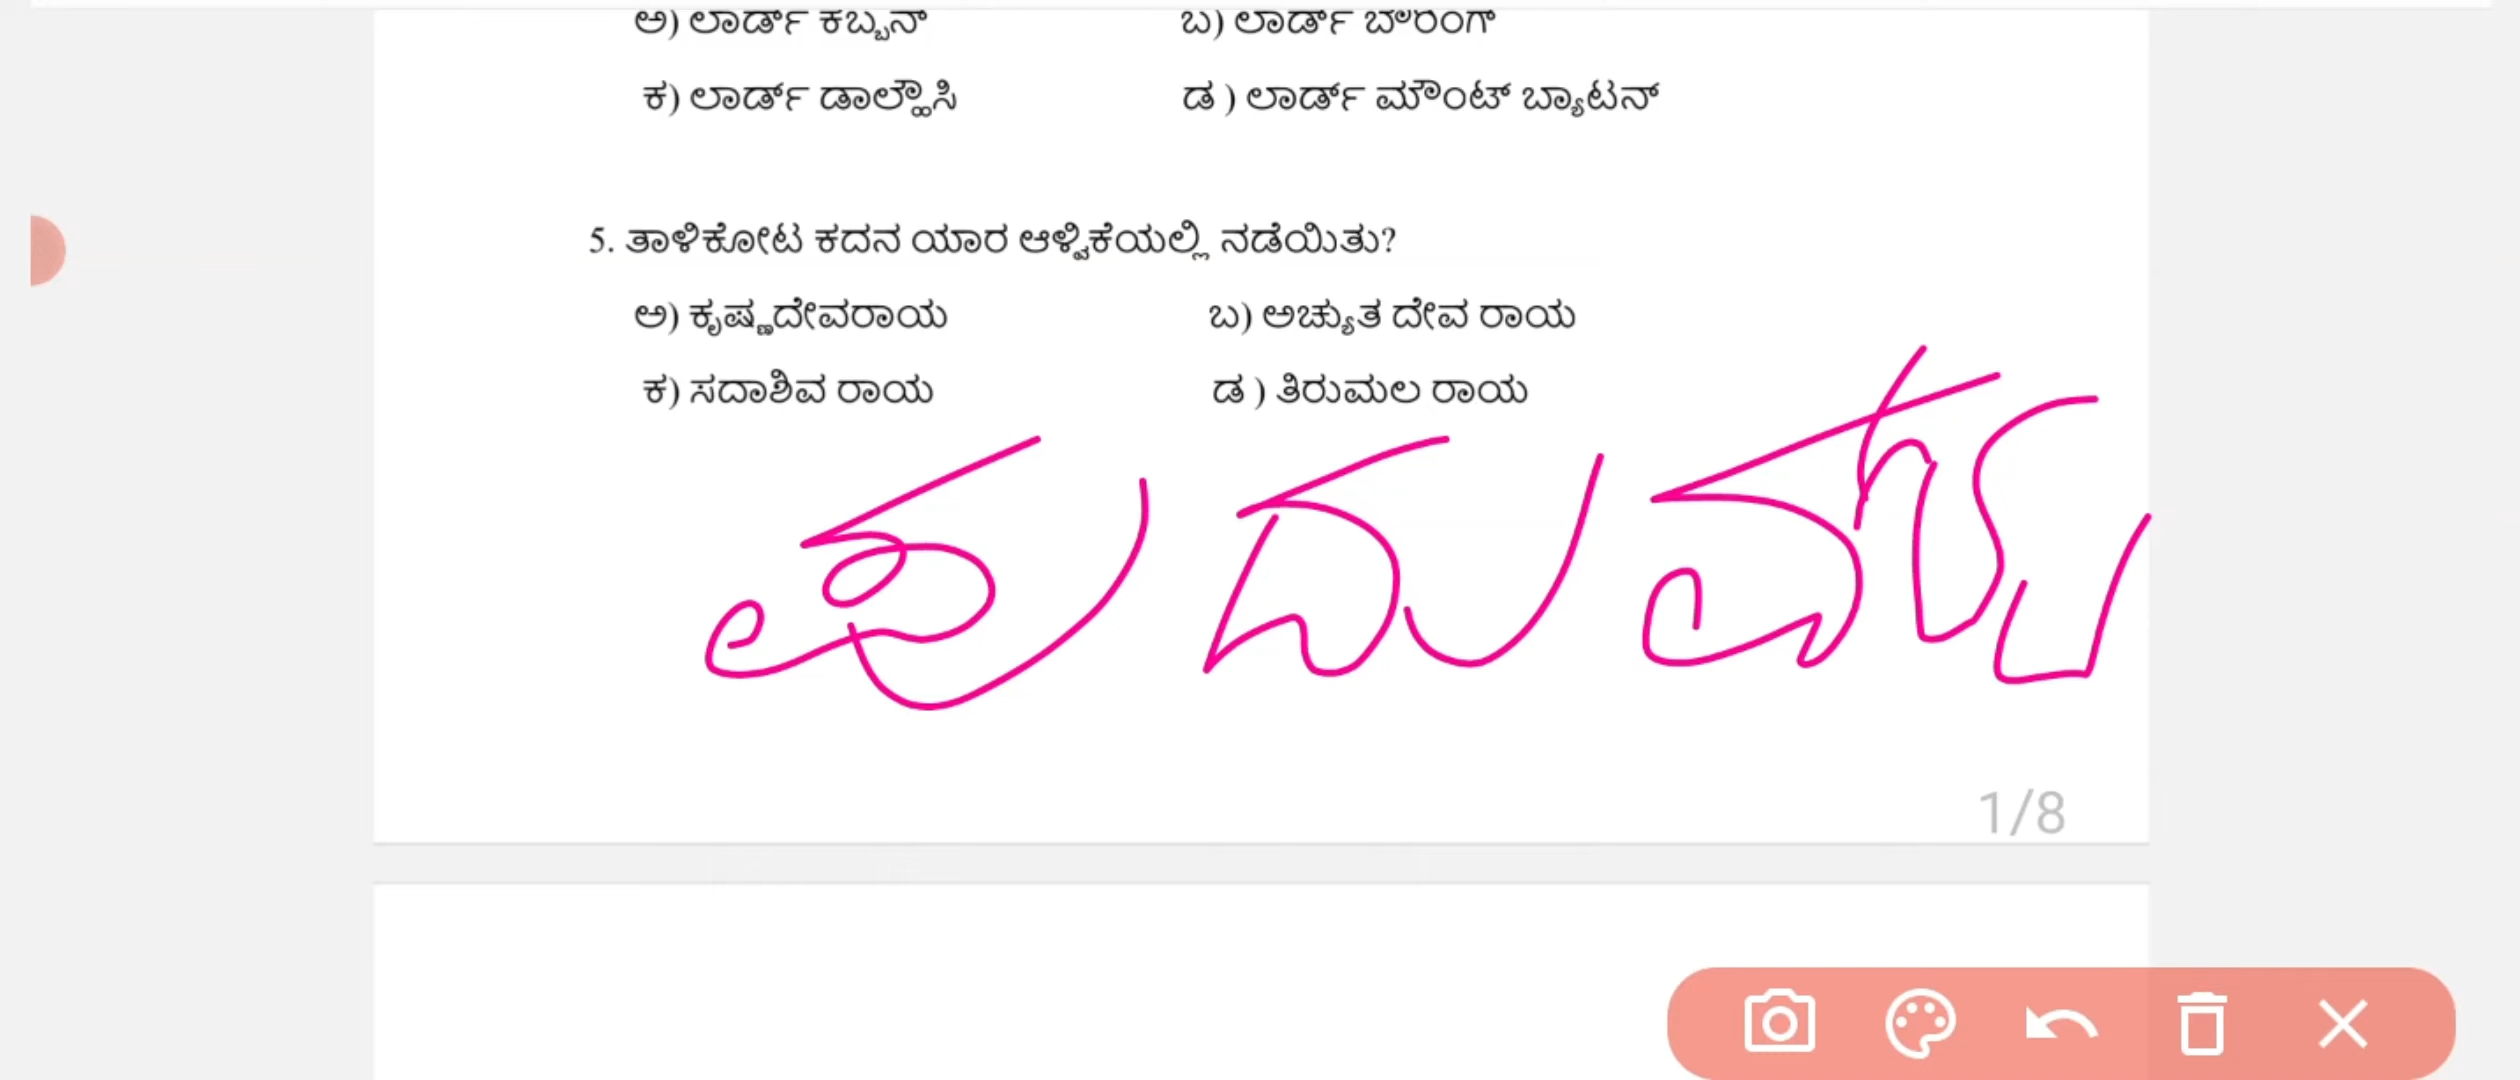 ಅ) ಲಾರ್ಡ್ ಕಬ್ಬನ್ ಬ) ಲಾರ್ಡ್ ಬೌರಿಂಗ್
ಕ) ಲಾರ್ಡ್ ಡಾಲ್ಹೌಸಿ ಡ ) ಲಾರ್ಡ್ ಮೌಂಟ್ ಬ್ಯಾಟನ್
5. ತಾಳಿಕೋಟ ಕದನ ಯಾರ ಆಳ್ವಿಕೆಯಲ್ಲಿ ನಡೆಯಿತು?
ಅ) ಕೃಷ್ಣದೇವರಾಯ ಬ) ಅಚ್ಯುತ ದೇವ ರಾಯ
ಕ) ಸದಾಶಿವ ರಾಯ ಡ ) ತಿರುಮಲ ರಾಯ
1/8